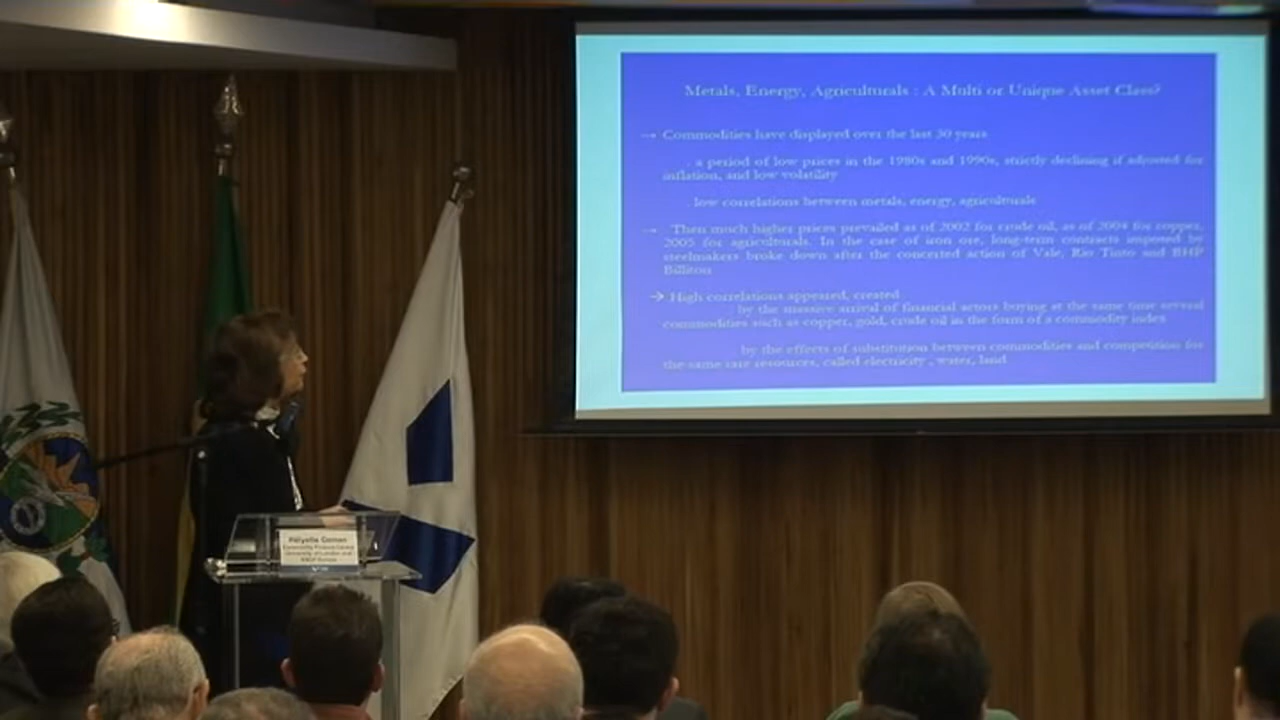 Metals, Energy, Agriculturals : A Multi or Unique Asset Class?
→ Commodities have displayed over the last 30 years
. a period of low prices in the 1980s and 1990s, strictly declining if adjusted for
inflation, and low volatility
. low correlations between metals, energy, agriculturals
→ Then much higher prices prevailed as of 2002 for crude oil, as of 2004 for copper,
2005 for agriculturals. In the case of iron ore, long-term contracts imposed by
steelmakers broke down after the concerted action of Vale, Rio Tinto and BHP
Billiton
→ High correlations appeared, created
by the massive arrival of financial actors buying at the same time several
commodities such as copper, gold, crude oil in the form of a commodity index
by the effects of substitution between commodities and competition for
the same rare resources, called electricity , water, land
Hélyette Geman
University of London and